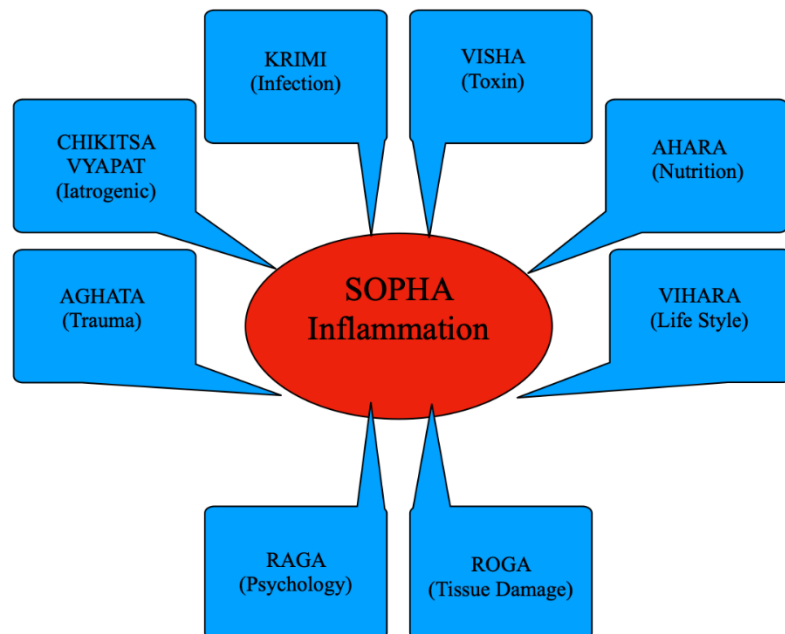 KRIMI
(Infection)
VISHA
(Toxin)
CHIKITSA
VYAPAT
(Iatrogenic)
AHARA
(Nutrition)
SOPHA
Inflammation
AGHATA
(Trauma)
VIHARA
(Life Style)
RAGA
(Psychology)
ROGA
(Tissue Damage)